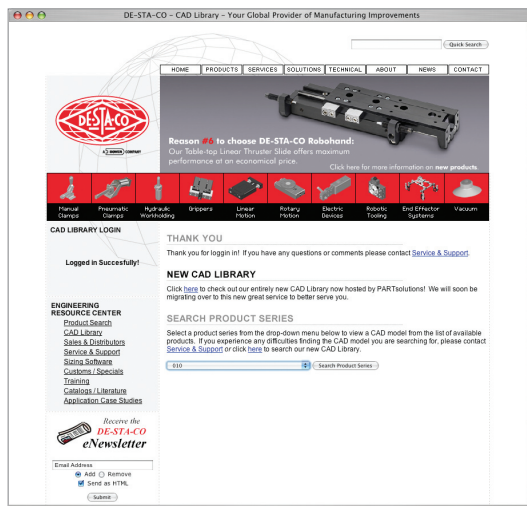 DE-STA-CO - CAD Library - Your Global Provider of Manufacturing Improvements
Quick Search
HOME PRODUCTS SERVICES SOLUTIONS TECHNICAL ABOUT NEWS CONTACT
DESTACO
A DOVER COMPANY
Reason #6 to choose DE-STA-CO Robohand:
Our Table-top Linear Thruster Slide offers maximum
performance at an economical price.
Click here for more information on new products
Manual Clamps
Pneumatic Clamps
Hydraulic Workholding
Grippers
Linear Motion
Rotary Motion
Electric Devices
Robotic Tooling
End Effector Systems
Vacuum
CAD LIBRARY LOGIN
Logged in Succesfully!
ENGINEERING
RESOURCE CENTER
Product Search
CAD Library
Sales & Distributors
Service & Support
Sizing Software
Customs / Specials
Training
Catalogs / Literature
Application Case Studies
Receive the
DE-STA-CO
eNewsletter
Email Address
Add Remove
Send as HTML
Submit
THANK YOU
Thank you for loggin in! If you have any questions or comments please contact Service & Support.
NEW CAD LIBRARY
Click here to check out our entirely new CAD Library now hosted by PARTsolutions! We will soon be
migrating over to this new great service to better serve you.
SEARCH PRODUCT SERIES
Select a product series from the drop-down menu below to view a CAD model from the list of available
products. If you experience any difficulties finding the CAD model you are searching for, please contact
Service & Support or click here to search our new CAD Library.
010
Search Product Series